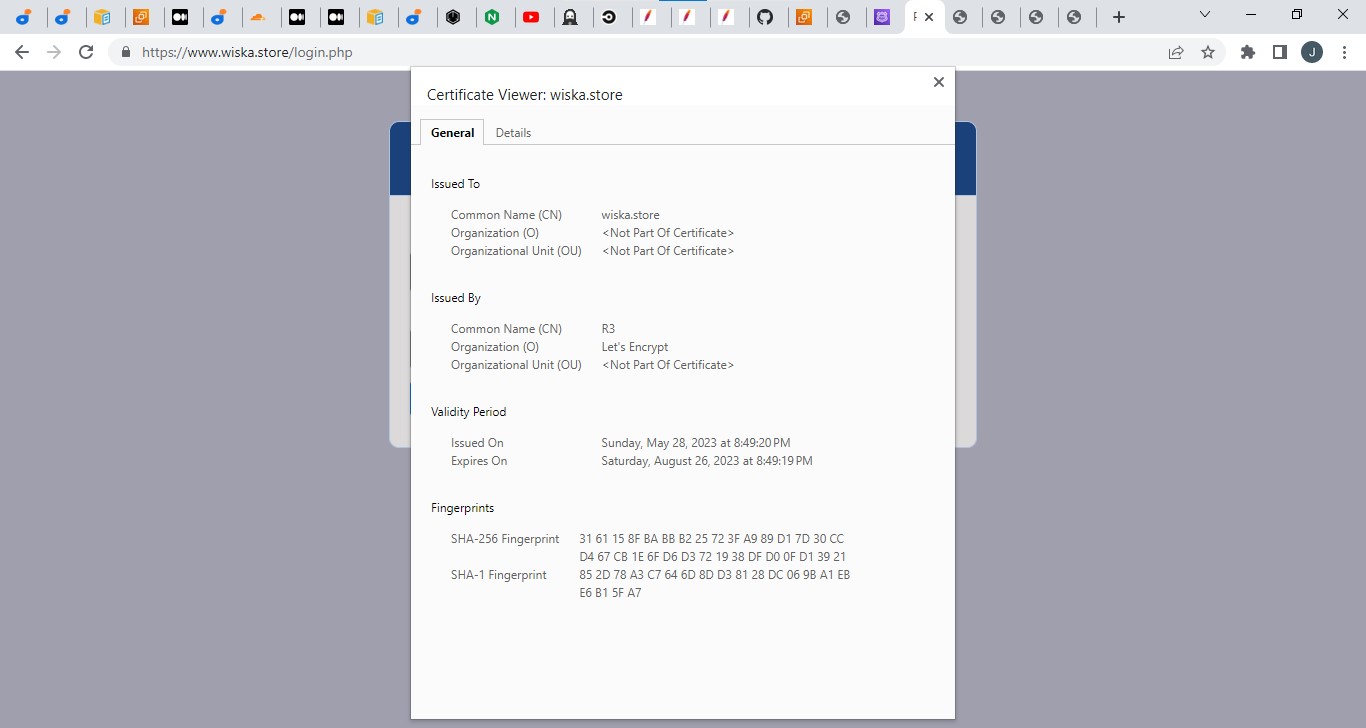 https://www.wiska.store/login.php
J
Certificate Viewer: wiska.store
General Details
Issued To
Common Name (CN) wiska.store
Organization (O) <Not Part Of Certificate>
Organizational Unit (OU) <Not Part Of Certificate>
Issued By
Common Name (CN) R3
Organization (O) Let's Encrypt
Organizational Unit (OU) <Not Part Of Certificate>
Validity Period
Issued On Sunday, May 28, 2023 at 8:49:20 PM
Expires On Saturday, August 26, 2023 at 8:49:19 PM
Fingerprints
SHA-256 Fingerprint 31 61 15 8F BA BB B2 25 72 3F A9 89 D1 7D 30 CC
D4 67 CB 1E 6F D6 D3 72 19 38 DF D0 0F D1 39 21
SHA-1 Fingerprint 85 2D 78 A3 C7 64 6D 8D D3 81 28 DC 06 9B A1 EB
E6 B1 5F A7